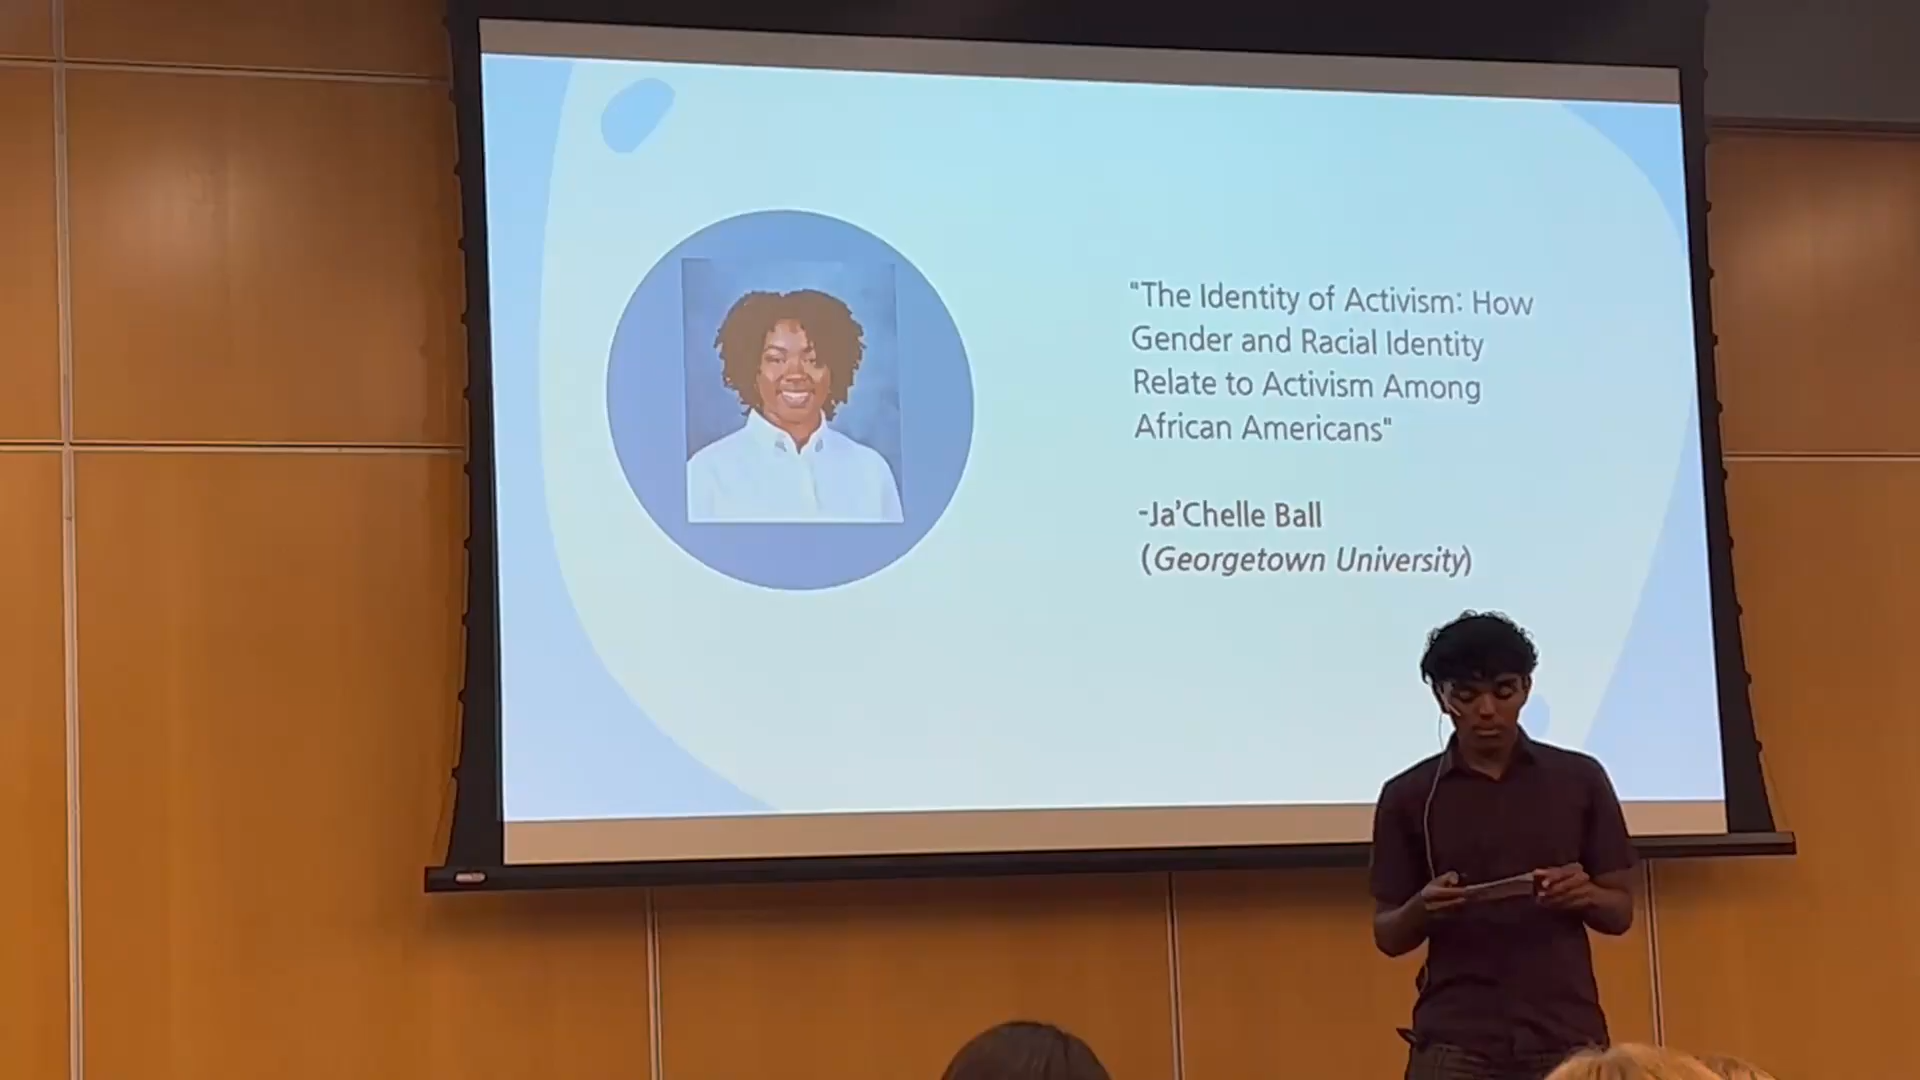 "The Identity of Activism: How
Gender and Racial Identity
Relate to Activism Among
African Americans"
-Ja'Chelle Ball
(Georgetown University)